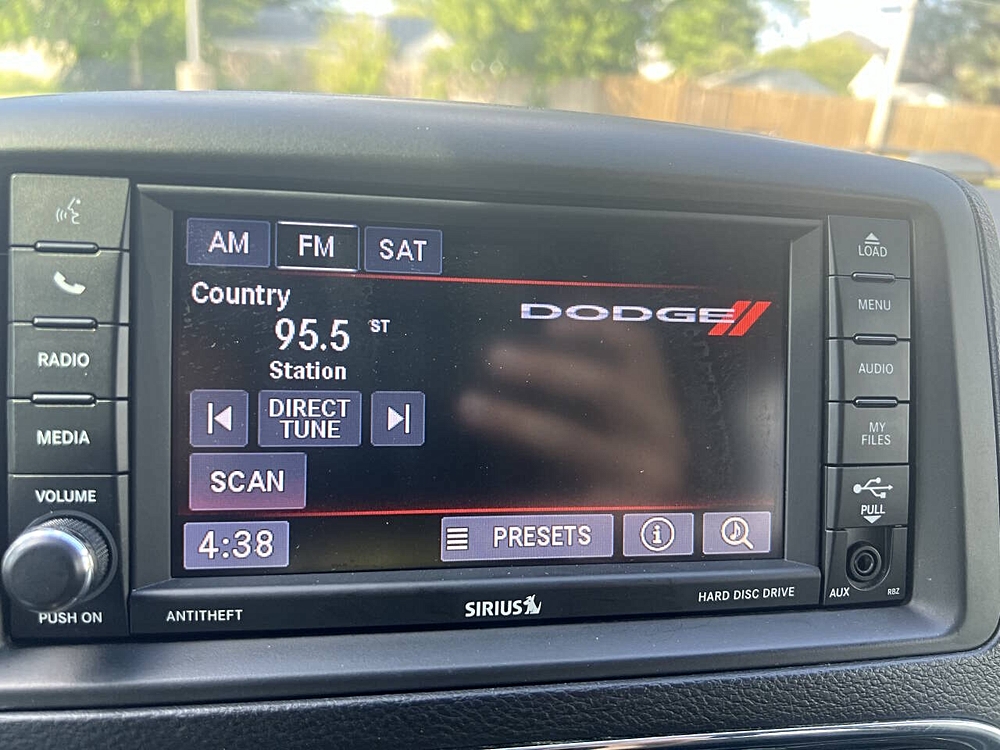 AM FM SAT
Country
95.5 ST
Station
DIRECT
TUNE
SCAN
4:38
PRESETS
DODGE
RADIO
MEDIA
VOLUME
PUSH ON
ANTITHEFT
SIRIUS
HARD DISC DRIVE
LOAD
MENU
AUDIO
MY
FILES
PULL
AUX RBZ